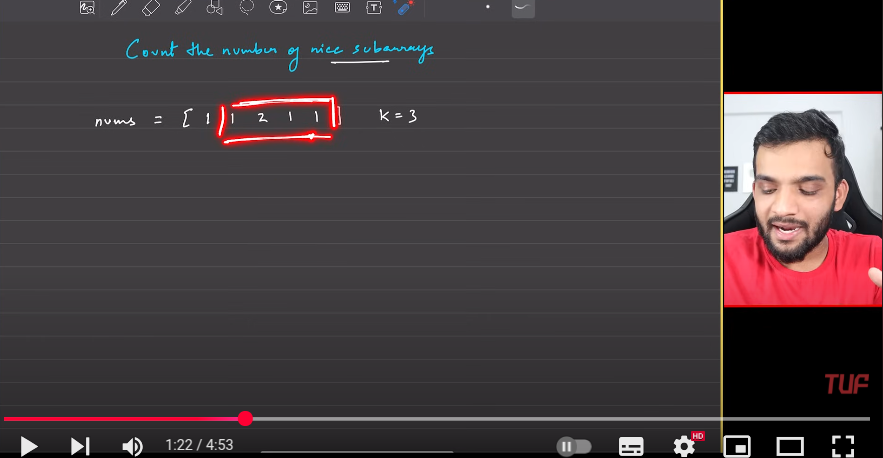 Count the number of nice subarrays
nums = [ 1 1 2 1 1 ] K = 3
TUF
1:22 / 4:53
HD